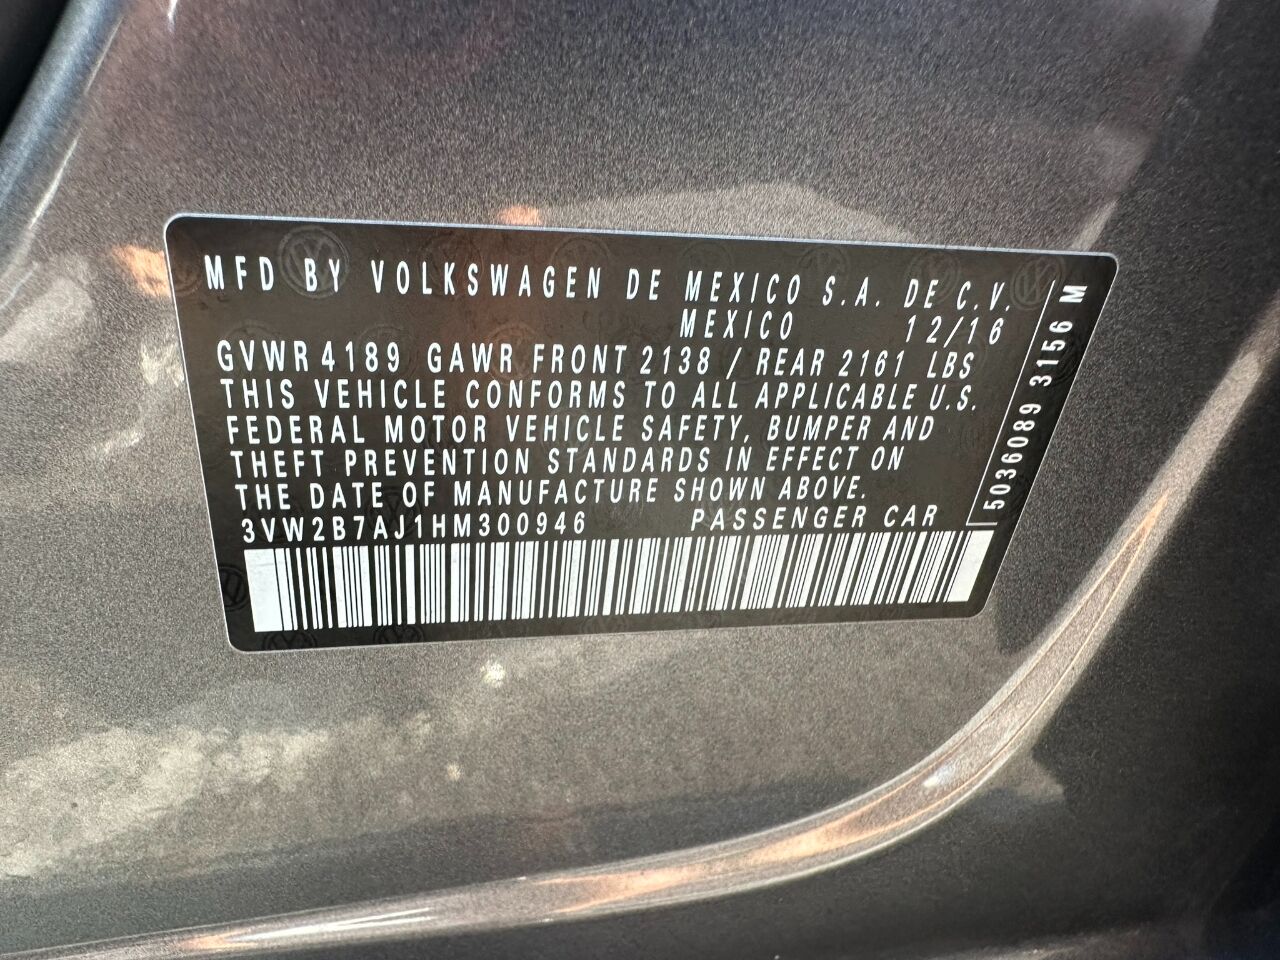 MFD BY VOLKSWAGEN DE MEXICO S.A. DE C.V.
MEXICO 12/16
GVWR 4189 GAWR FRONT 2138 / REAR 2161 LBS
THIS VEHICLE CONFORMS TO ALL APPLICABLE U.S.
FEDERAL MOTOR VEHICLE SAFETY, BUMPER AND
THEFT PREVENTION STANDARDS IN EFFECT ON
THE DATE OF MANUFACTURE SHOWN ABOVE.
3VW2B7AJ1HM300946 PASSENGER CAR
5036089 3156 M